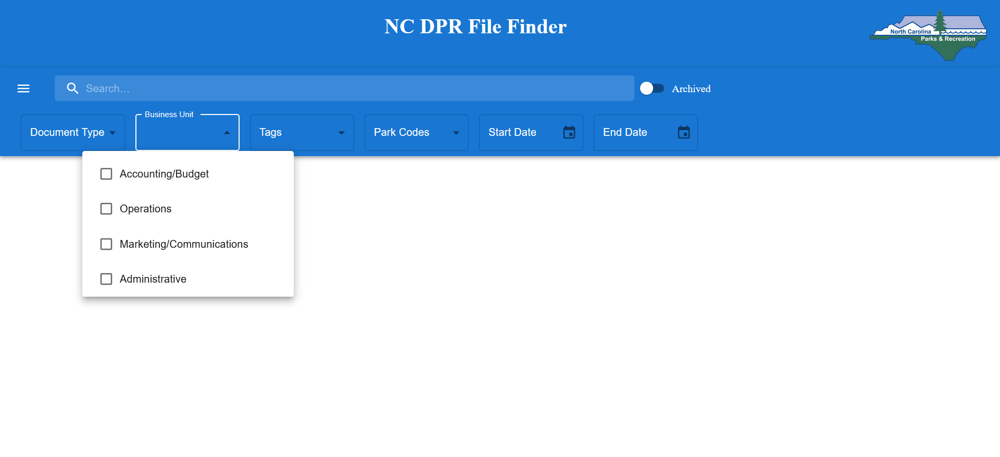 NC DPR File Finder
North Carolina
Parks & Recreation
Search...
Archived
Business Unit
Document Type
Tags
Park Codes
Start Date
End Date
Accounting/Budget
Operations
Marketing/Communications
Administrative